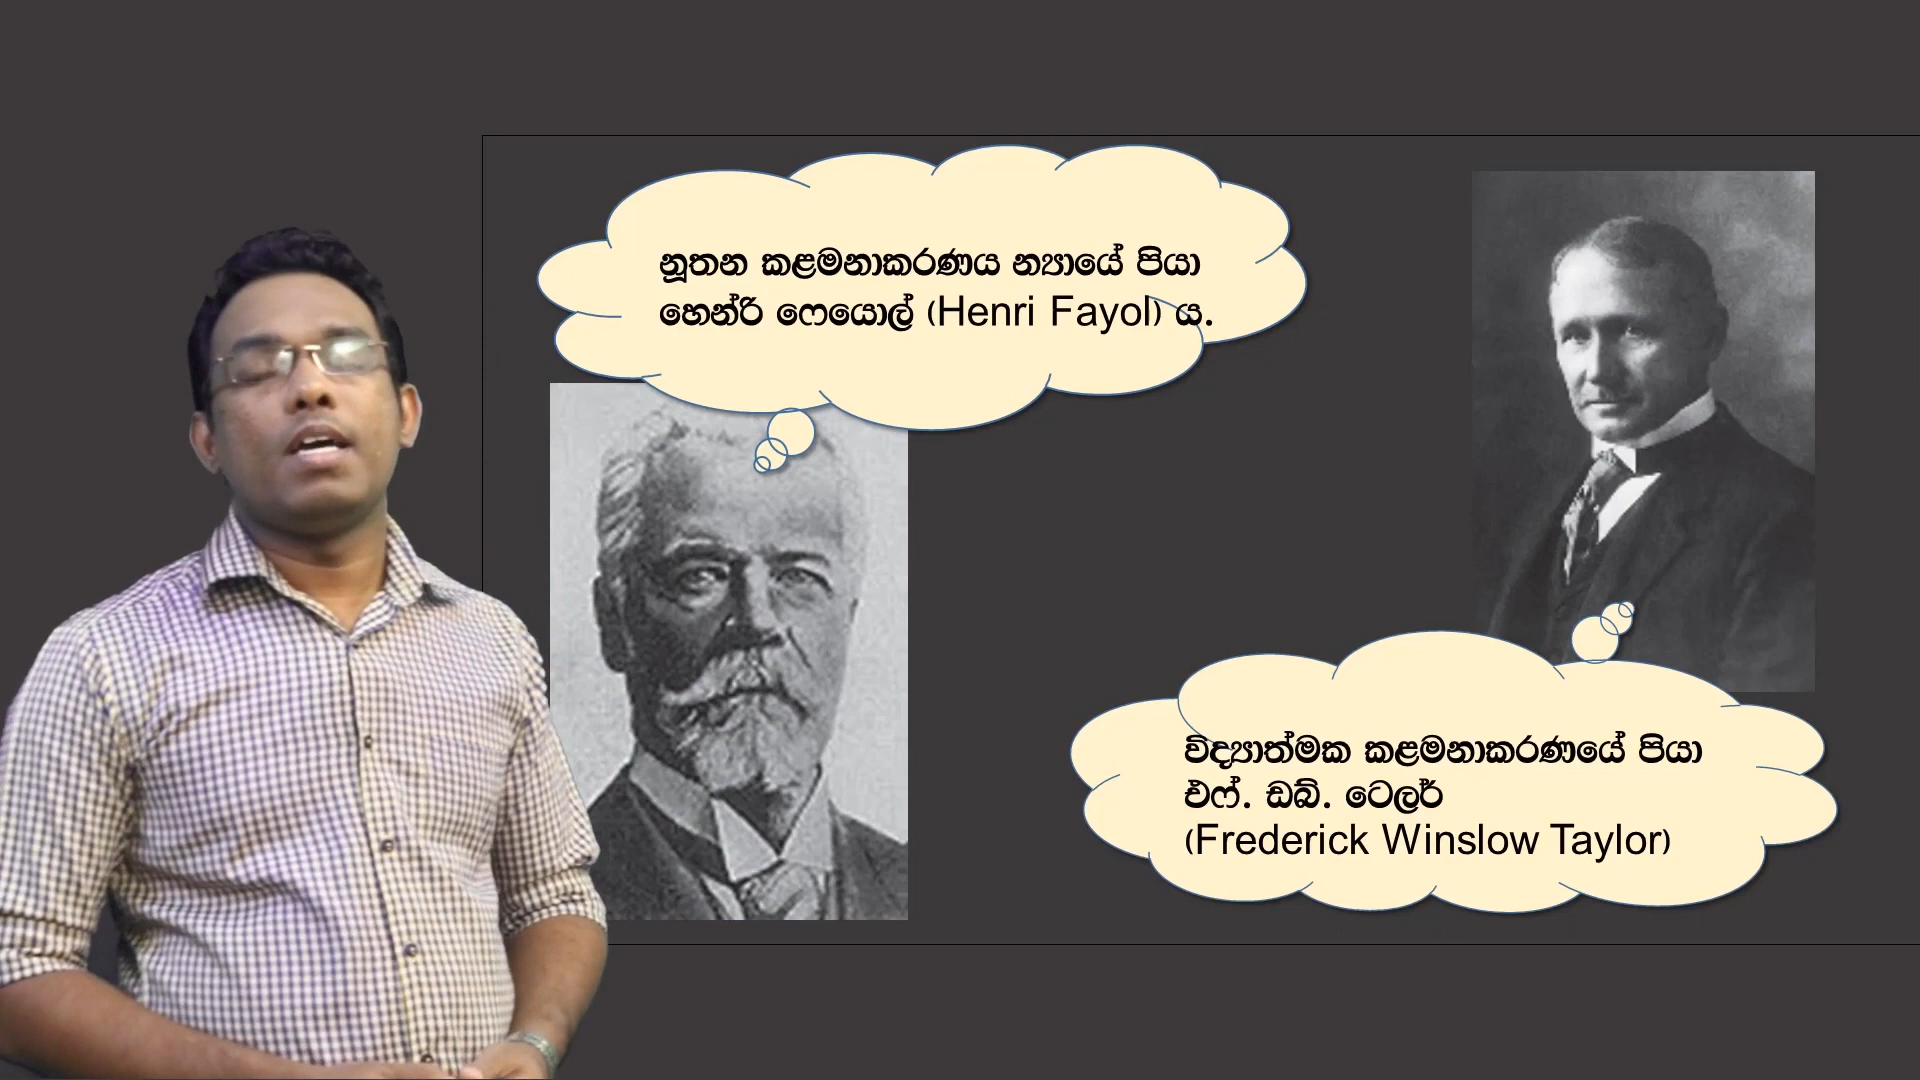 නූතන කළමනාකරණය න්‍යායේ පියා
හෙන්රි ෆෙයොල් (Henri Fayol) ය.
විද්‍යාත්මක කළමනාකරණයේ පියා
එෆ්. ඩබ්. ටෙලර්
(Frederick Winslow Taylor)